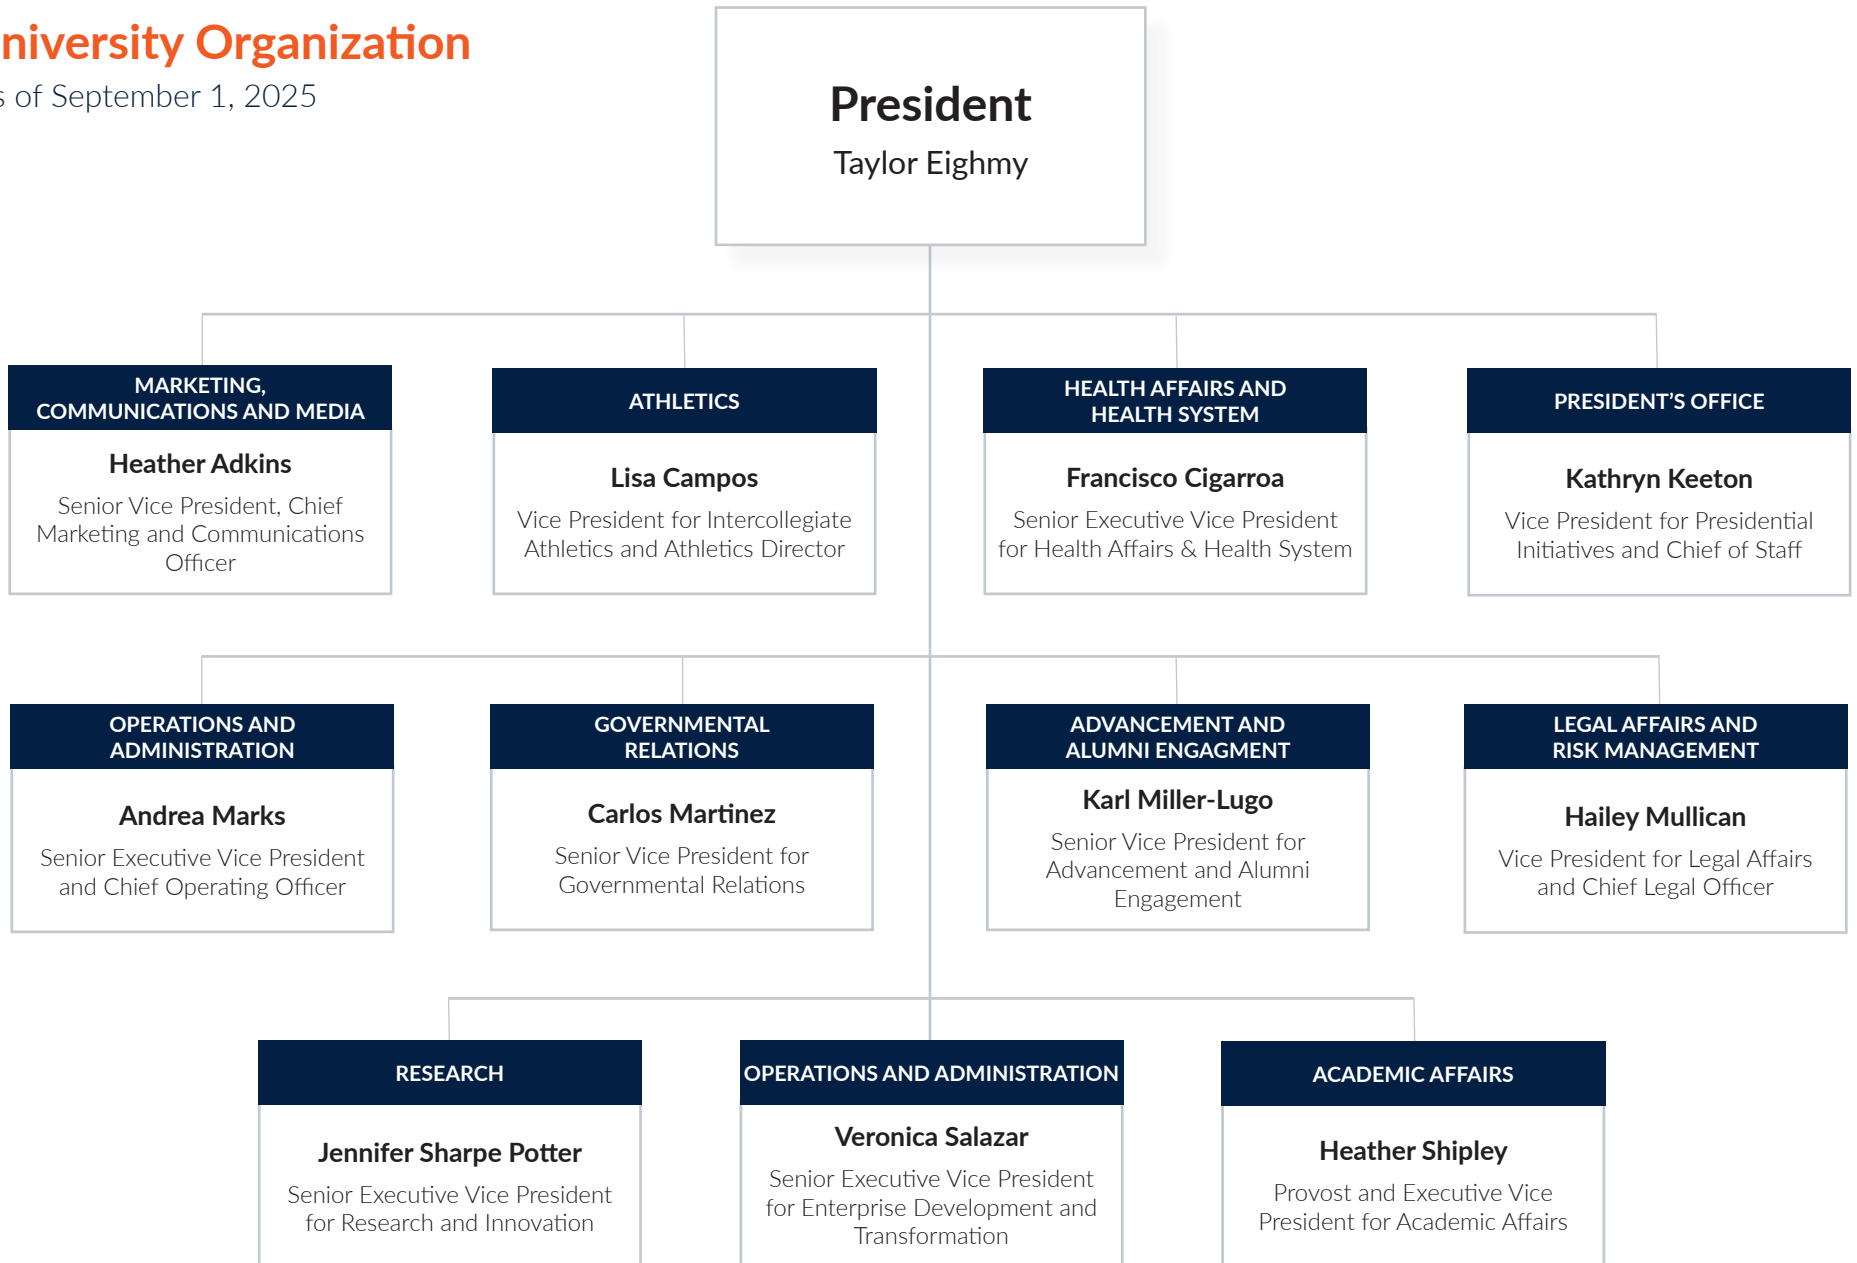 niversity Organization
s of September 1, 2025
President
Taylor Eighmy
MARKETING,
COMMUNICATIONS AND MEDIA
Heather Adkins
Senior Vice President, Chief
Marketing and Communications
Officer
ATHLETICS
Lisa Campos
Vice President for Intercollegiate
Athletics and Athletics Director
HEALTH AFFAIRS AND
HEALTH SYSTEM
Francisco Cigarroa
Senior Executive Vice President
for Health Affairs & Health System
PRESIDENT'S OFFICE
Kathryn Keeton
Vice President for Presidential
Initiatives and Chief of Staff
OPERATIONS AND
ADMINISTRATION
Andrea Marks
Senior Executive Vice President
and Chief Operating Officer
GOVERNMENTAL
RELATIONS
Carlos Martinez
Senior Vice President for
Governmental Relations
ADVANCEMENT AND
ALUMNI ENGAGMENT
Karl Miller-Lugo
Senior Vice President for
Advancement and Alumni
Engagement
LEGAL AFFAIRS AND
RISK MANAGEMENT
Hailey Mullican
Vice President for Legal Affairs
and Chief Legal Officer
RESEARCH
Jennifer Sharpe Potter
Senior Executive Vice President
for Research and Innovation
OPERATIONS AND ADMINISTRATION
Veronica Salazar
Senior Executive Vice President
for Enterprise Development and
Transformation
ACADEMIC AFFAIRS
Heather Shipley
Provost and Executive Vice
President for Academic Affairs